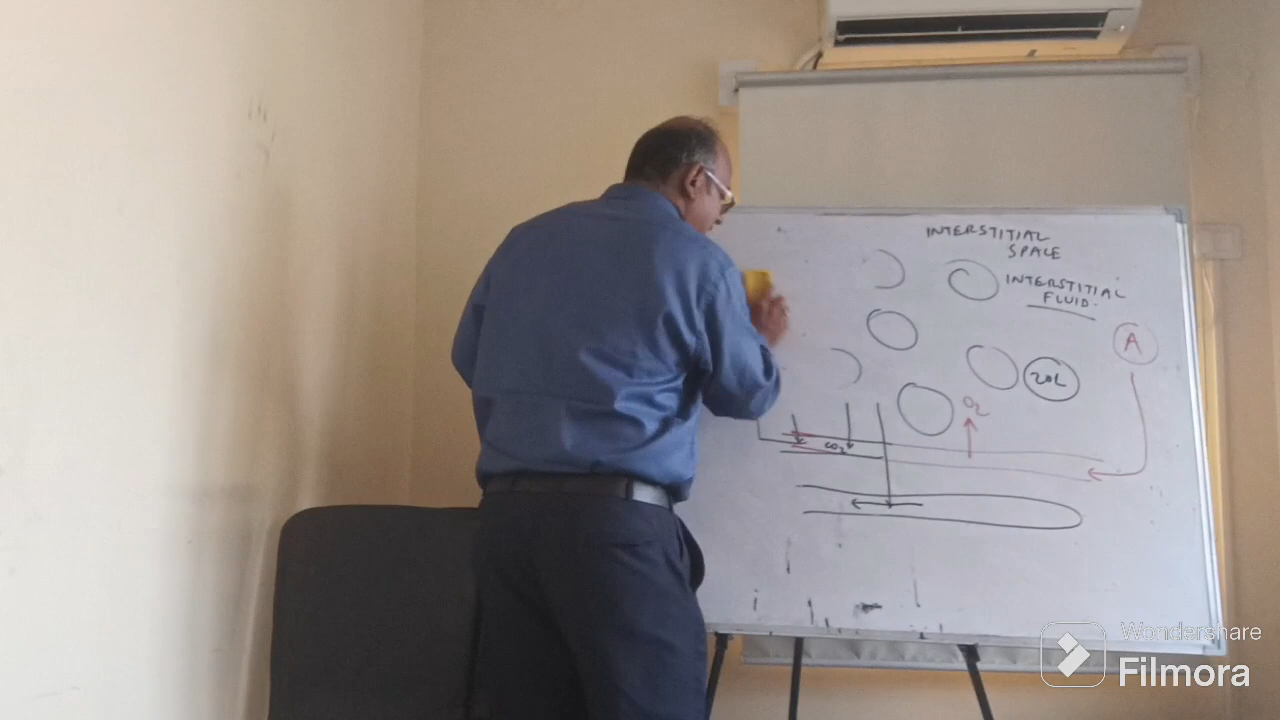 INTERSTITIAL
SPACE
INTERSTITIAL
FLUID.
A
20L
O2
CO2
Wondershare
Filmora